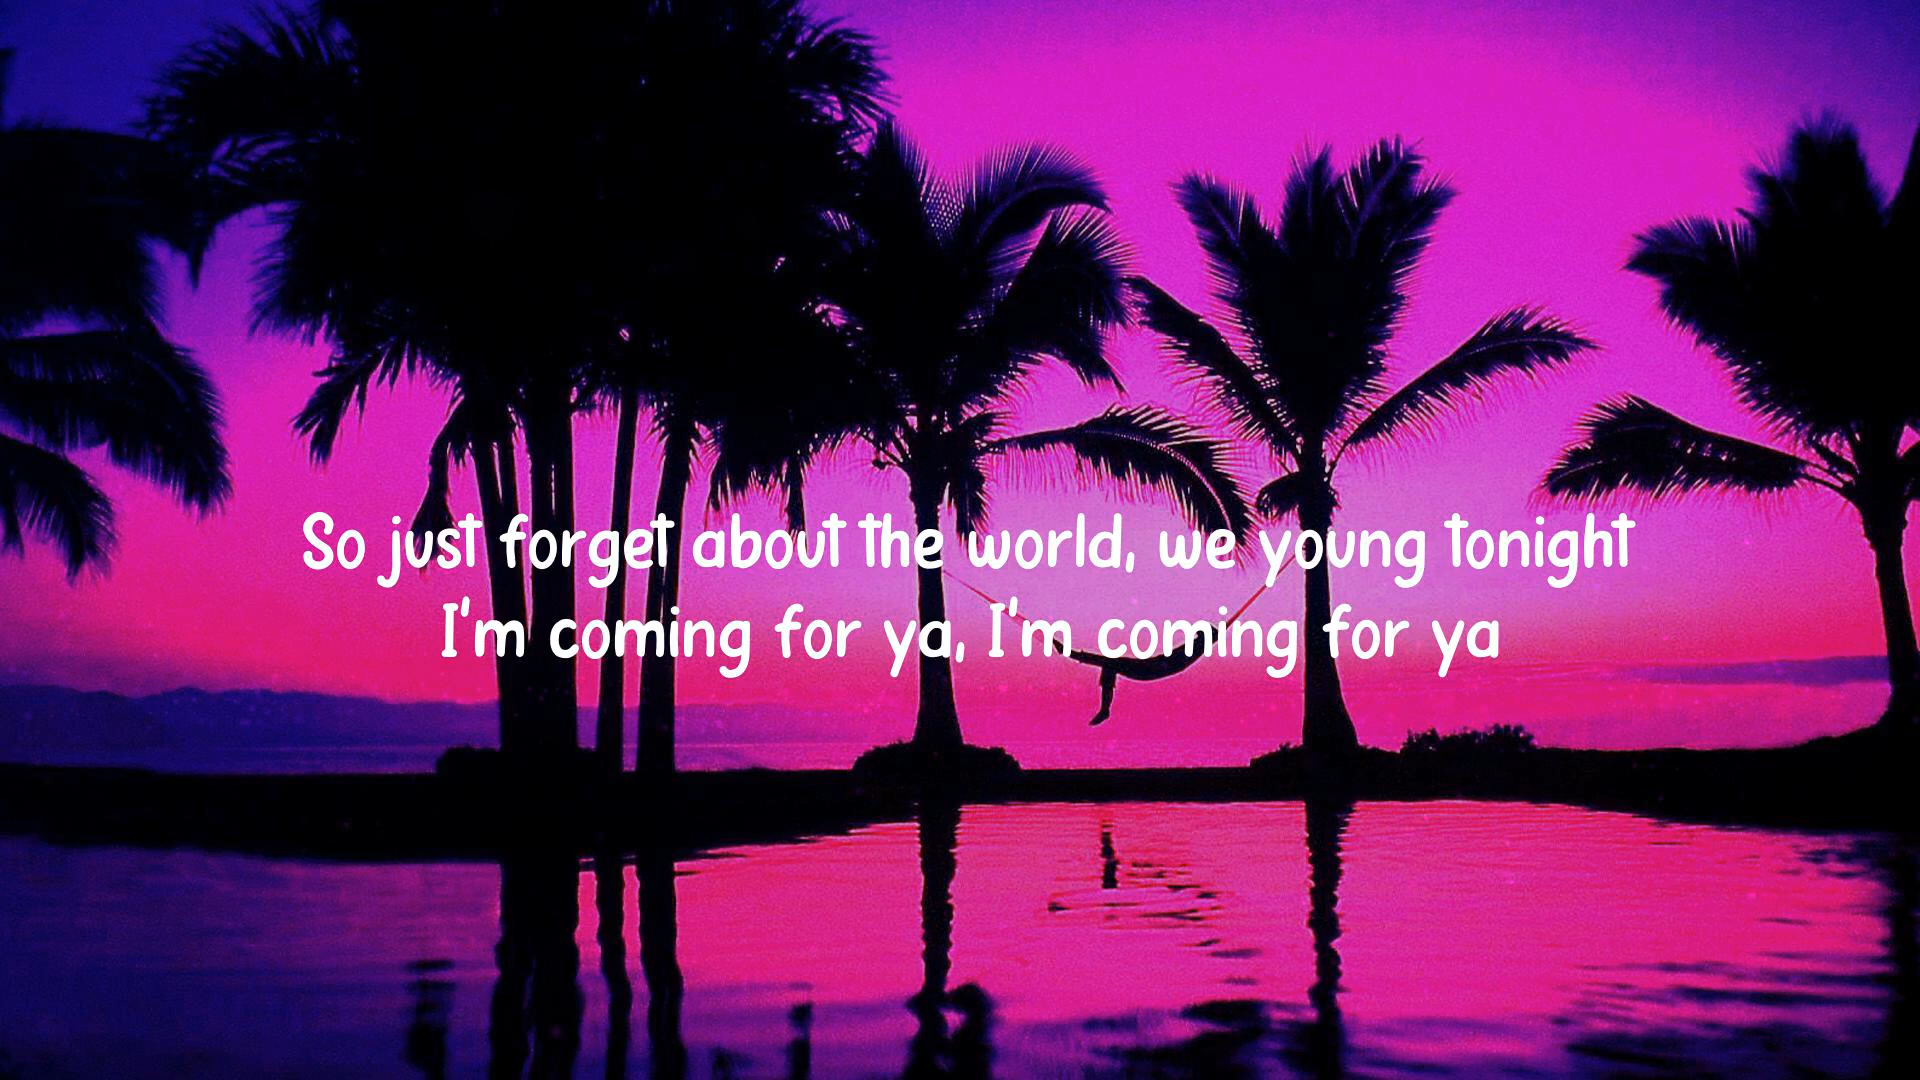 So just forget about the world, we young tonight
I'm coming for ya, I'm coming for ya